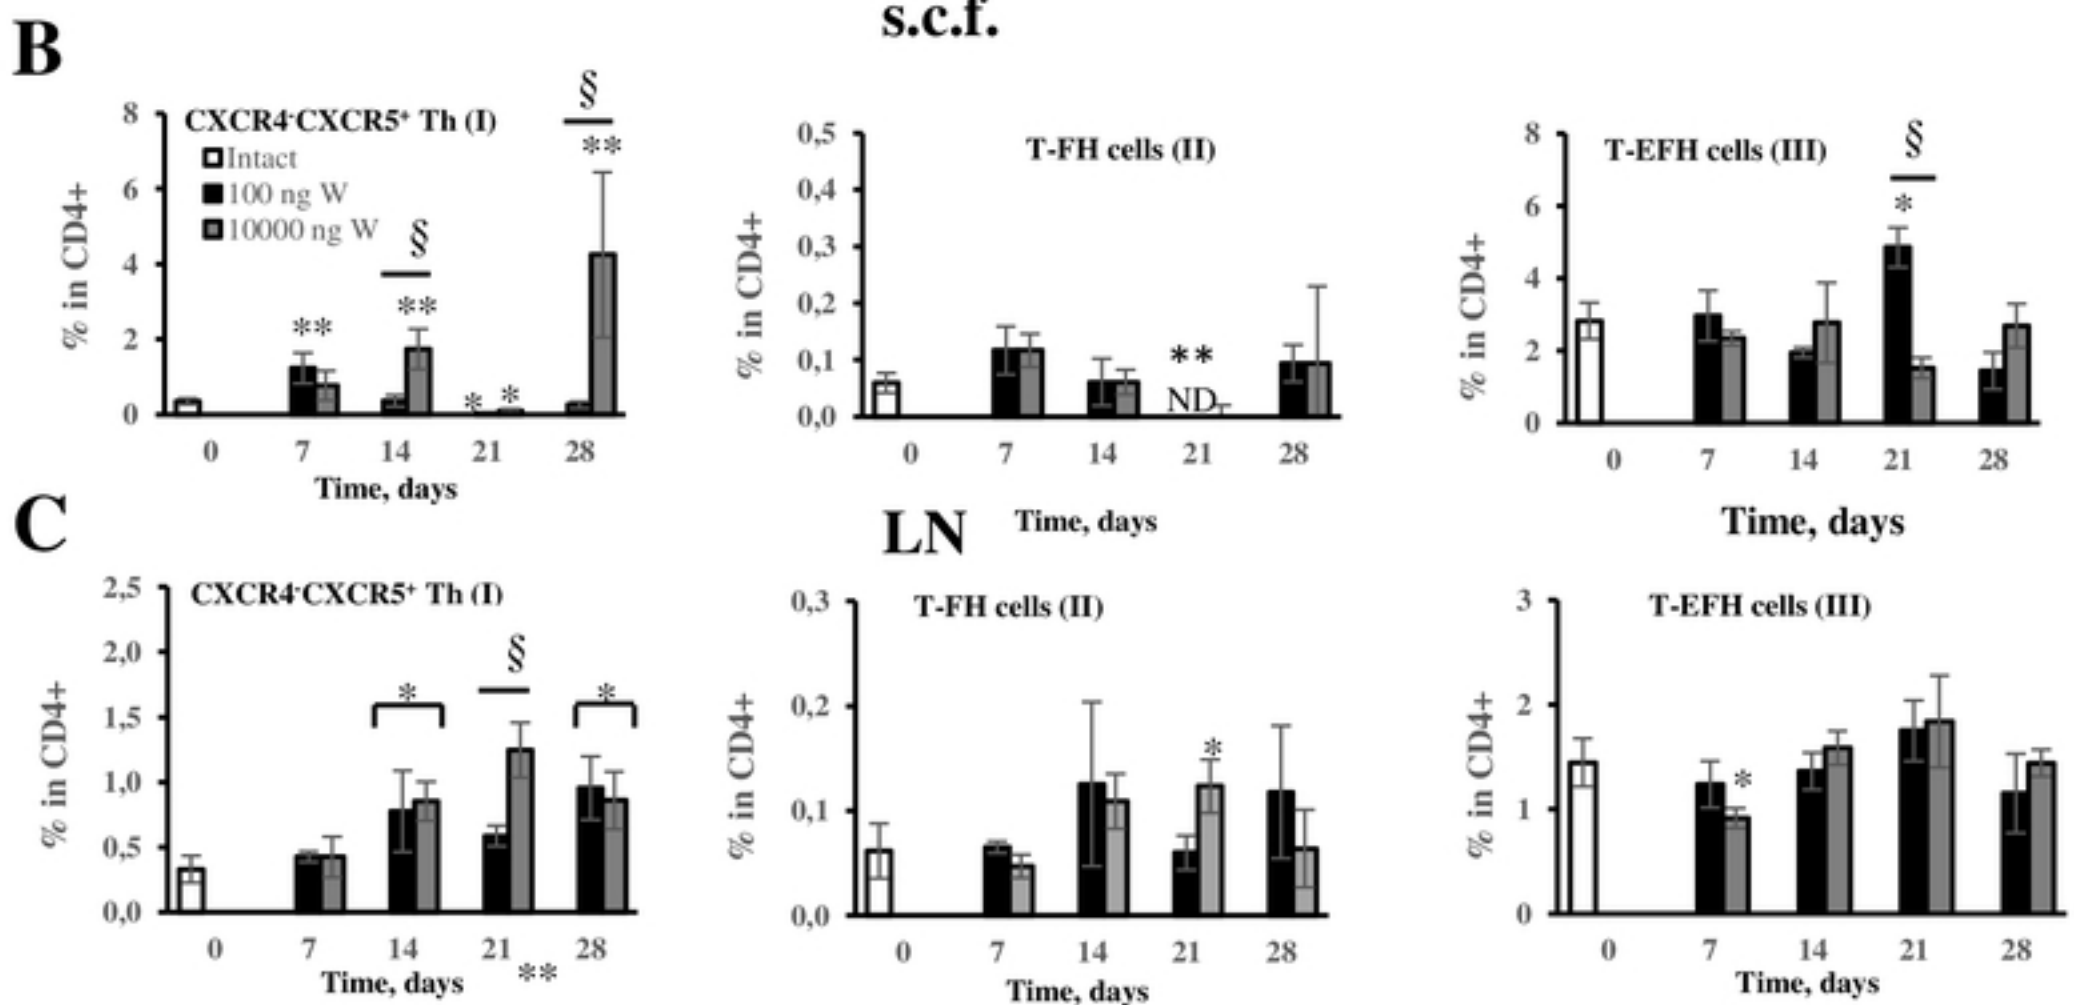 s.c.f.
B
CXCR4⁻CXCR5⁺ Th (I)
Intact
100 ng W
10000 ng W
% in CD4+
8
6
4
2
0
§
**
§
**
**
*
*
0 7 14 21 28
Time, days
T-FH cells (II)
% in CD4+
0,5
0,4
0,3
0,2
0,1
0,0
**
ND
0 7 14 21 28
Time, days
T-EFH cells (III)
% in CD4+
8
6
4
2
0
§
*
0 7 14 21 28
Time, days
C
LN
CXCR4⁻CXCR5⁺ Th (I)
% in CD4+
2,5
2,0
1,5
1,0
0,5
0,0
§
*
*
0 7 14 21 28
Time, days
**
T-FH cells (II)
% in CD4+
0,3
0,2
0,1
0,0
*
0 7 14 21 28
Time, days
T-EFH cells (III)
% in CD4+
3
2
1
0
*
0 7 14 21 28
Time, days